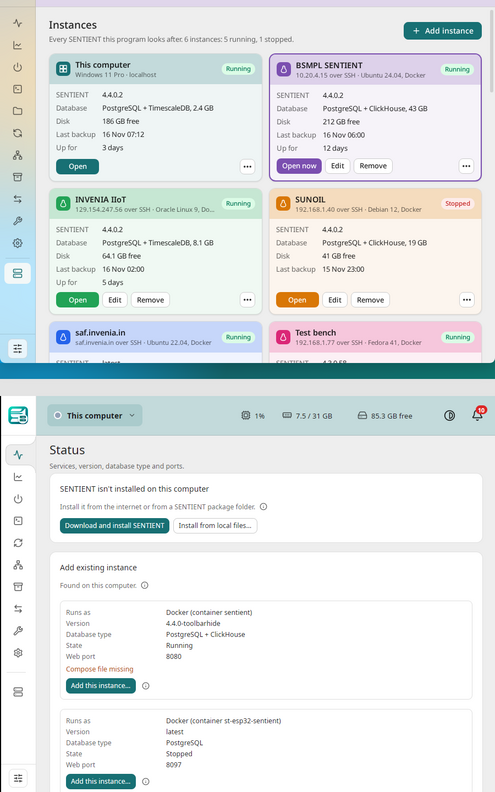 Instances
Every SENTIENT this program looks after. 6 instances: 5 running, 1 stopped.
+ Add instance
This computer
Windows 11 Pro · localhost
Running
SENTIENT 4.4.0.2
Database PostgreSQL + TimescaleDB, 2.4 GB
Disk 186 GB free
Last backup 16 Nov 07:12
Up for 3 days
Open
BSMPL SENTIENT
10.20.4.15 over SSH · Ubuntu 24.04, Docker
Running
SENTIENT 4.4.0.2
Database PostgreSQL + ClickHouse, 43 GB
Disk 212 GB free
Last backup 16 Nov 06:00
Up for 12 days
Open now Edit Remove
INVENIA IIoT
129.154.247.56 over SSH · Oracle Linux 9, Do...
Running
SENTIENT 4.4.0.2
Database PostgreSQL + TimescaleDB, 8.1 GB
Disk 64.1 GB free
Last backup 16 Nov 02:00
Up for 5 days
Open Edit Remove
SUNOIL
192.168.1.40 over SSH · Debian 12, Docker
Stopped
SENTIENT 4.4.0.2
Database PostgreSQL + ClickHouse, 19 GB
Disk 41 GB free
Last backup 15 Nov 23:00
Open Edit Remove
saf.invenia.in
saf.invenia.in over SSH · Ubuntu 22.04, Docker
Running
Test bench
192.168.1.77 over SSH · Fedora 41, Docker
Running
This computer
1%
7.5 / 31 GB
85.3 GB free
10
Status
Services, version, database type and ports.
SENTIENT isn't installed on this computer
Install it from the internet or from a SENTIENT package folder.
Download and install SENTIENT Install from local files...
Add existing instance
Found on this computer.
Runs as Docker (container sentient)
Version 4.4.0-toolbarhide
Database type PostgreSQL + ClickHouse
State Running
Web port 8080
Compose file missing
Add this instance...
Runs as Docker (container st-esp32-sentient)
Version latest
Database type PostgreSQL
State Stopped
Web port 8097
Add this instance...